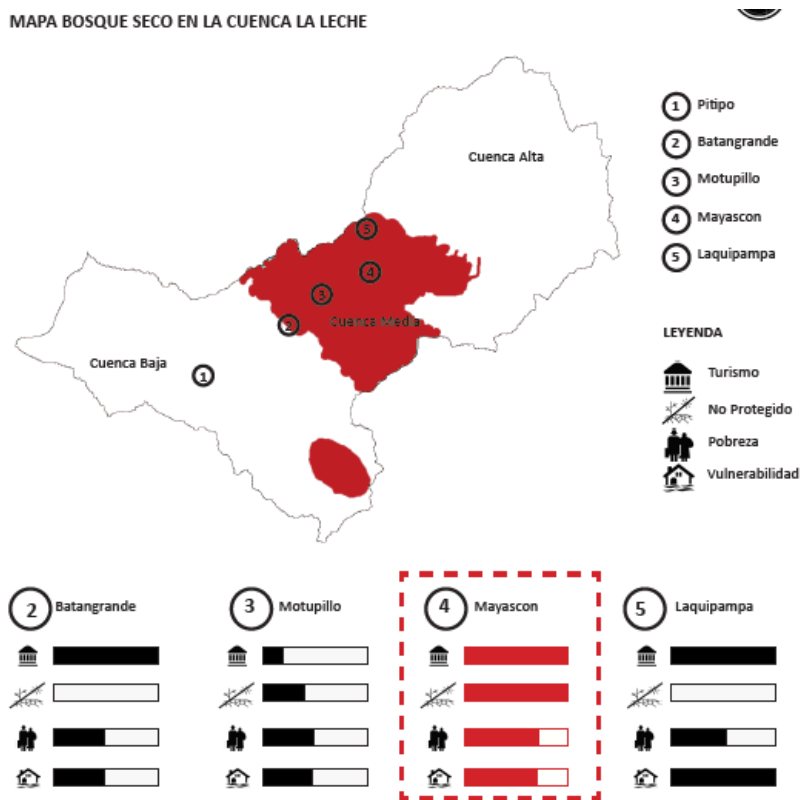 MAPA BOSQUE SECO EN LA CUENCA LA LECHE
Cuenca Alta
1 Pitipo
2 Batangrande
3 Motupillo
4 Mayascon
5 Laquipampa
5
4
3
2 Cuenca Media
Cuenca Baja
1
LEYENDA
Turismo
No Protegido
Pobreza
Vulnerabilidad
2 Batangrande
3 Motupillo
4 Mayascon
5 Laquipampa